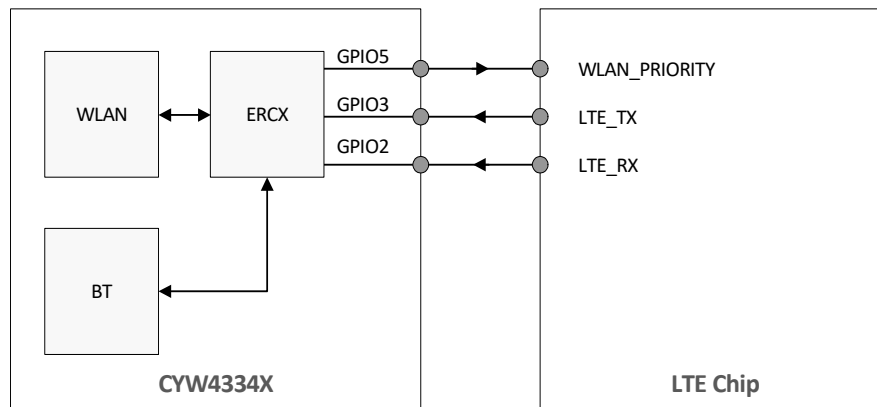 GPIO5
WLAN_PRIORITY
WLAN
ERCX
GPIO3
LTE_TX
GPIO2
LTE_RX
BT
CYW4334X
LTE Chip